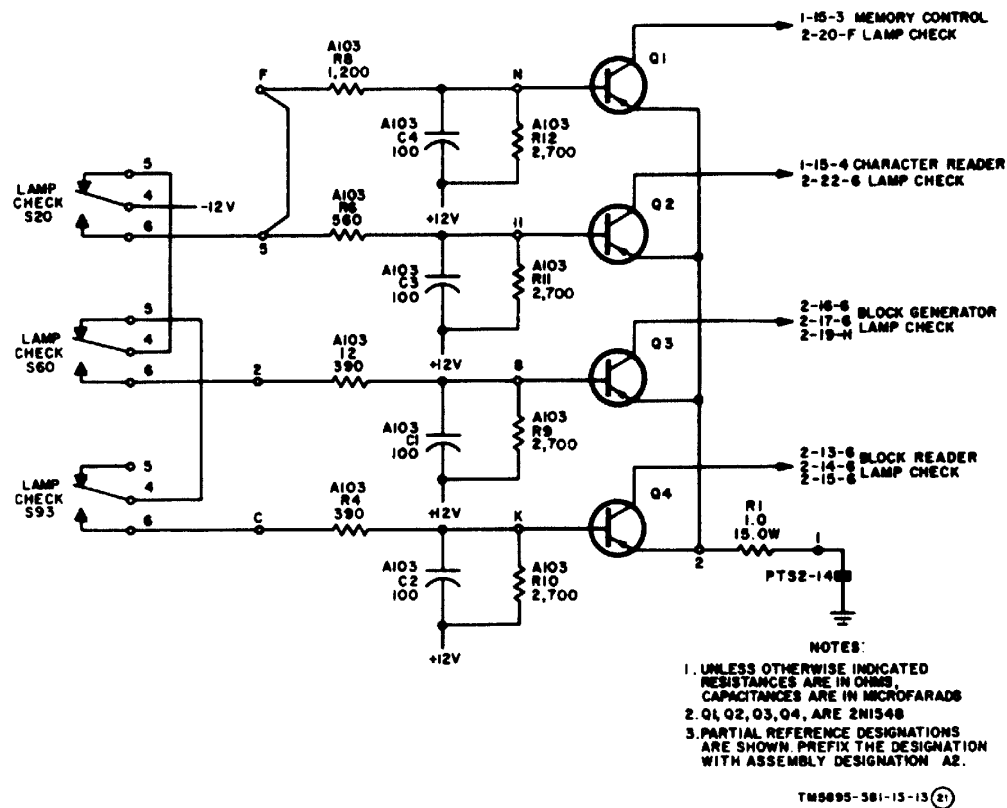 1-15-3 MEMORY CONTROL
2-20-F LAMP CHECK
A103
R8
1,200
F
N
Q1
A103
C4
100
A103
R12
2,700
+12V
LAMP
CHECK
S20
5
4
6
-12V
5
A103
R6
560
H
Q2
1-15-4 CHARACTER READER
2-22-6 LAMP CHECK
A103
C3
100
A103
R11
2,700
+12V
LAMP
CHECK
S60
5
4
6
2
A103
12
390
B
Q3
2-16-6
2-17-6
2-19-H
BLOCK GENERATOR
LAMP CHECK
A103
C1
100
A103
R9
2,700
+12V
LAMP
CHECK
S93
5
4
6
C
A103
R4
390
K
Q4
2-13-6
2-14-6
2-15-6
BLOCK READER
LAMP CHECK
A103
C2
100
A103
R10
2,700
+12V
2
R1
1.0
15.0W
1
PTS2-14
NOTES:
1. UNLESS OTHERWISE INDICATED
RESISTANCES ARE IN OHMS,
CAPACITANCES ARE IN MICROFARADS
2. Q1, Q2, Q3, Q4, ARE 2N1548
3. PARTIAL REFERENCE DESIGNATIONS
ARE SHOWN. PREFIX THE DESIGNATION
WITH ASSEMBLY DESIGNATION A2.
TM5895-381-15-13 21